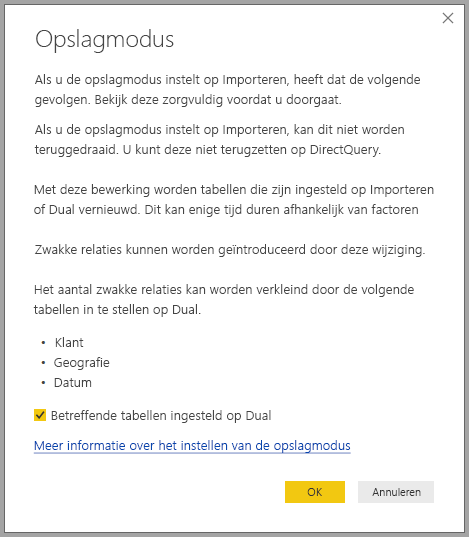 Opslagmodus
Als u de opslagmodus instelt op Importeren, heeft dat de volgende
gevolgen. Bekijk deze zorgvuldig voordat u doorgaat.
Als u de opslagmodus instelt op Importeren, kan dit niet worden
teruggedraaid. U kunt deze niet terugzetten op DirectQuery.
Met deze bewerking worden tabellen die zijn ingesteld op Importeren
of Dual vernieuwd. Dit kan enige tijd duren afhankelijk van factoren
Zwakke relaties kunnen worden geïntroduceerd door deze wijziging.
Het aantal zwakke relaties kan worden verkleind door de volgende
tabellen in te stellen op Dual.
• Klant
• Geografie
• Datum
Betreffende tabellen ingesteld op Dual
Meer informatie over het instellen van de opslagmodus
OK Annuleren